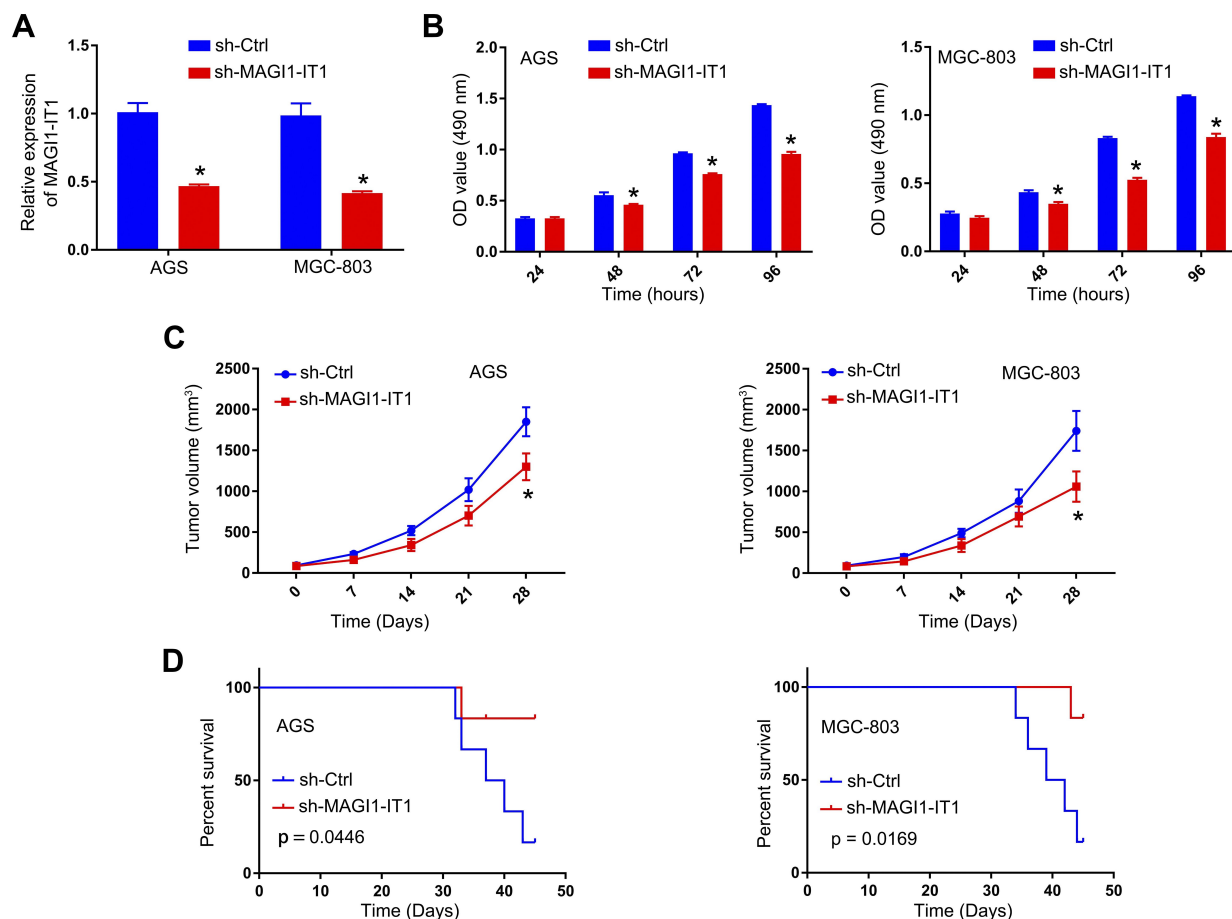 A
Relative expression
of MAGI1-IT1
1.5
1.0
0.5
0.0
sh-Ctrl
sh-MAGI1-IT1
*
*
AGS
MGC-803
B
OD value (490 nm)
2.0
1.5
1.0
0.5
0.0
AGS
sh-Ctrl
sh-MAGI1-IT1
*
*
*
24
48
72
96
Time (hours)
OD value (490 nm)
1.5
1.0
0.5
0.0
MGC-803
sh-Ctrl
sh-MAGI1-IT1
*
*
*
24
48
72
96
Time (hours)
C
Tumor volume (mm³)
2500
2000
1500
1000
500
0
sh-Ctrl
sh-MAGI1-IT1
AGS
*
0
7
14
21
28
Time (Days)
Tumor volume (mm³)
2500
2000
1500
1000
500
0
sh-Ctrl
sh-MAGI1-IT1
MGC-803
*
0
7
14
21
28
Time (Days)
D
Percent survival
100
50
0
AGS
sh-Ctrl
sh-MAGI1-IT1
p = 0.0446
0
10
20
30
40
50
Time (Days)
Percent survival
100
50
0
MGC-803
sh-Ctrl
sh-MAGI1-IT1
p = 0.0169
0
10
20
30
40
50
Time (Days)